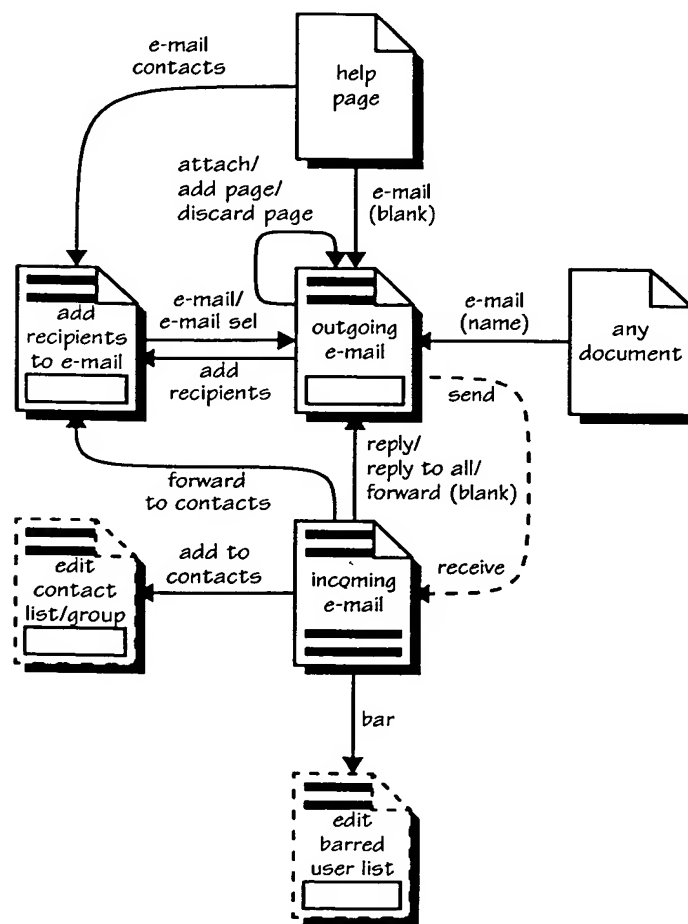 e-mail
contacts
help
page
attach/
add page/
discard page
e-mail
(blank)
add
recipients
to e-mail
e-mail/
e-mail sel
add
recipients
outgoing
e-mail
e-mail
(name)
any
document
send
forward
to contacts
reply/
reply to all/
forward (blank)
edit
contact
list/group
add to
contacts
incoming
e-mail
receive
bar
edit
barred
user list